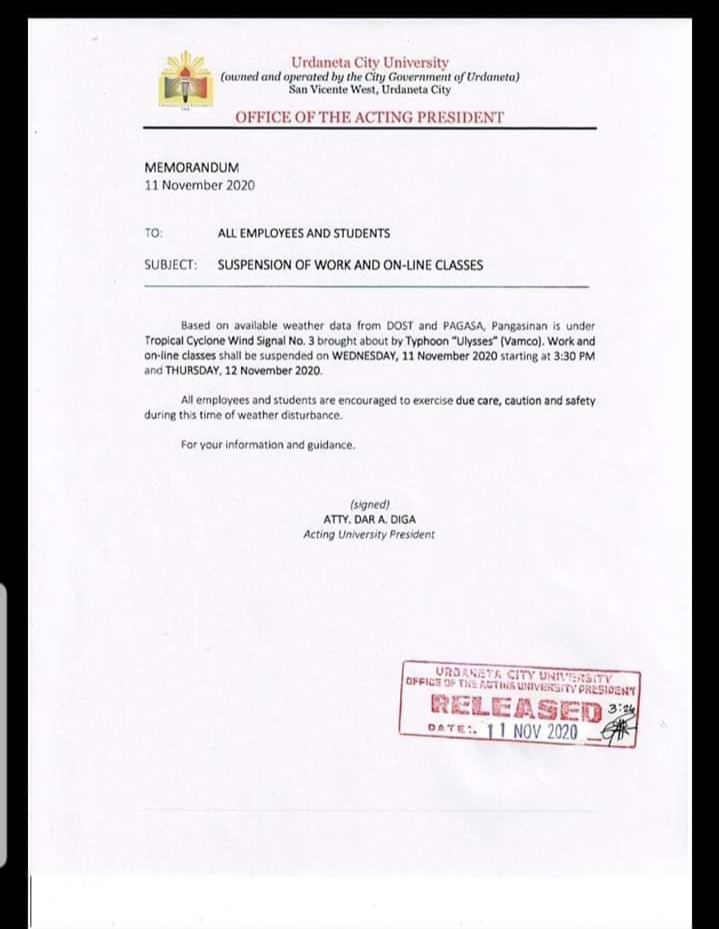 Urdaneta City University
(owned and operated by the City Government of Urdaneta)
San Vicente West, Urdaneta City
OFFICE OF THE ACTING PRESIDENT
MEMORANDUM
11 November 2020
TO: ALL EMPLOYEES AND STUDENTS
SUBJECT: SUSPENSION OF WORK AND ON-LINE CLASSES
Based on available weather data from DOST and PAGASA, Pangasinan is under
Tropical Cyclone Wind Signal No. 3 brought about by Typhoon "Ulysses" (Vamco). Work and
on-line classes shall be suspended on WEDNESDAY, 11 November 2020 starting at 3:30 PM
and THURSDAY, 12 November 2020.
All employees and students are encouraged to exercise due care, caution and safety
during this time of weather disturbance.
For your information and guidance.
(signed)
ATTY. DAR A. DIGA
Acting University President
URDANETA CITY UNIVERSITY
OFFICE OF THE ACTING UNIVERSITY PRESIDENT
RELEASED
DATE: 11 NOV 2020